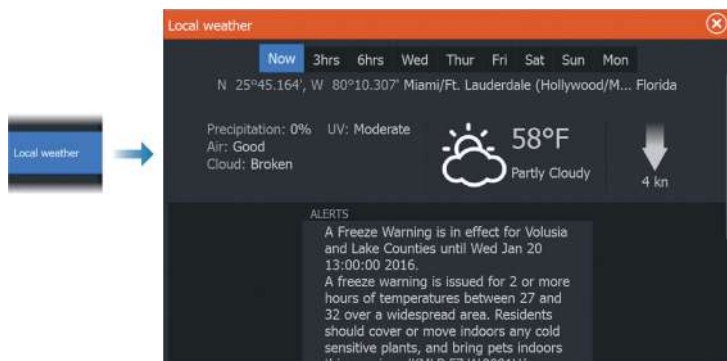 Local weather
Local weather
Now 3hrs 6hrs Wed Thur Fri Sat Sun Mon
N 25°45.164', W 80°10.307' Miami/Ft. Lauderdale (Hollywood/M... Florida
Precipitation: 0% UV: Moderate
Air: Good
Cloud: Broken
58°F
Partly Cloudy
4 kn
ALERTS
A Freeze Warning is in effect for Volusia
and Lake Counties until Wed Jan 20
13:00:00 2016.
A freeze warning is issued for 2 or more
hours of temperatures between 27 and
32 over a widespread area. Residents
should cover or move indoors any cold
sensitive plants, and bring pets indoors